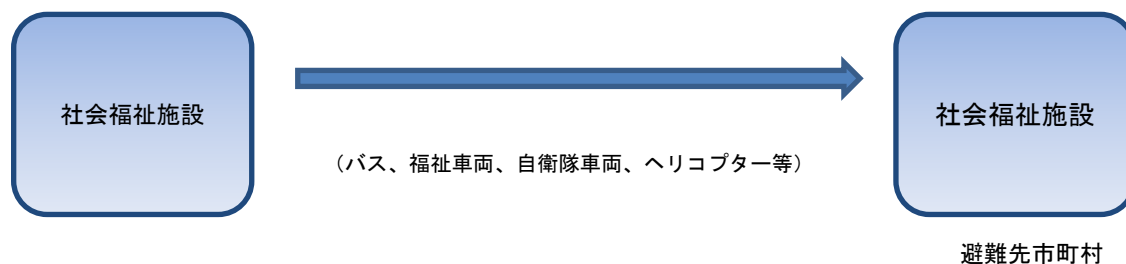 社会福祉施設
（バス、福祉車両、自衛隊車両、ヘリコプター等）
社会福祉施設
避難先市町村